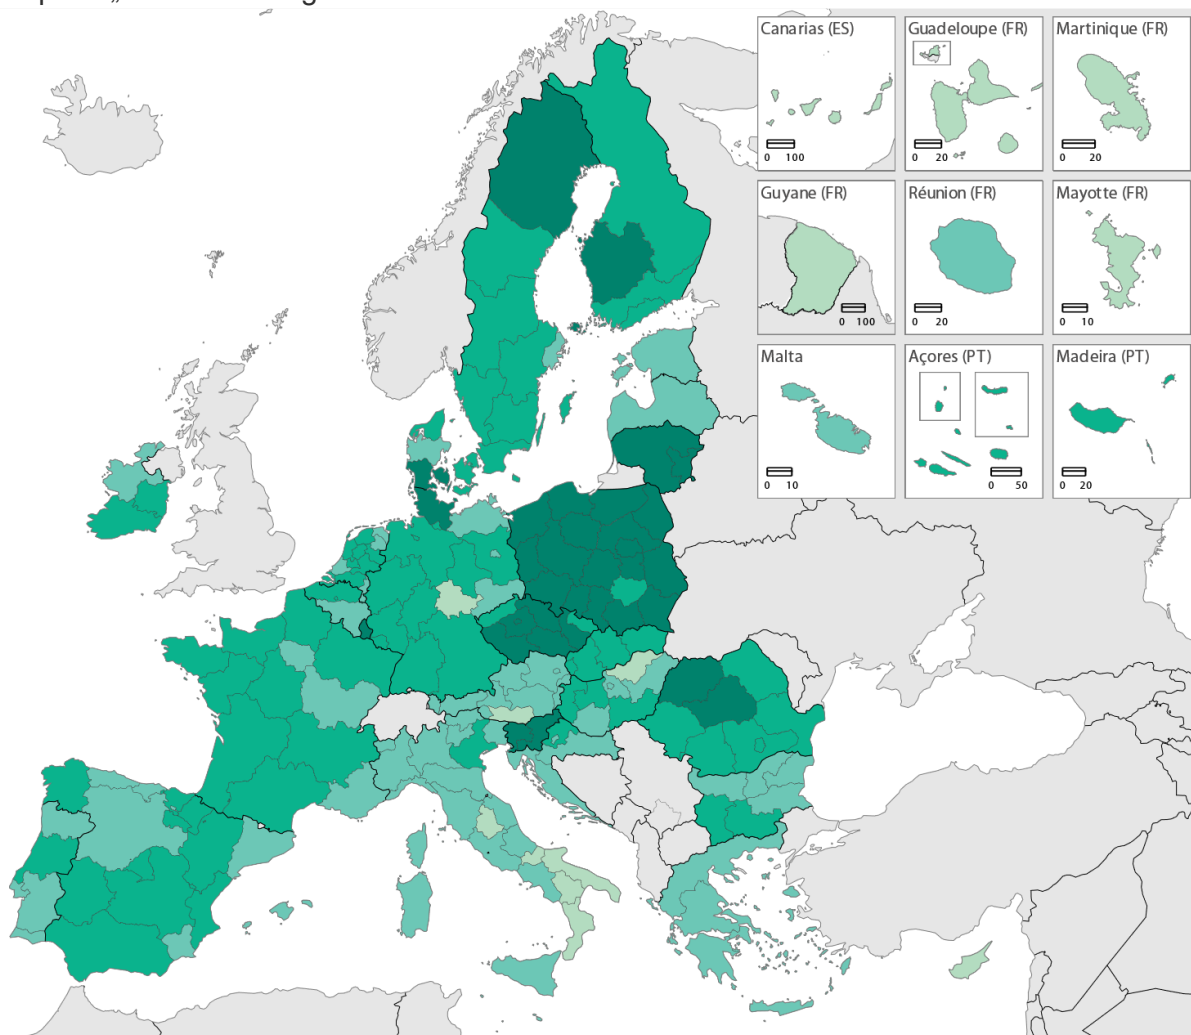 Canarias (ES)
0 100
Guadeloupe (FR)
0 20
Martinique (FR)
0 20
Guyane (FR)
0 100
Réunion (FR)
0 20
Mayotte (FR)
0 10
Malta
0 10
Açores (PT)
0 50
Madeira (PT)
0 20